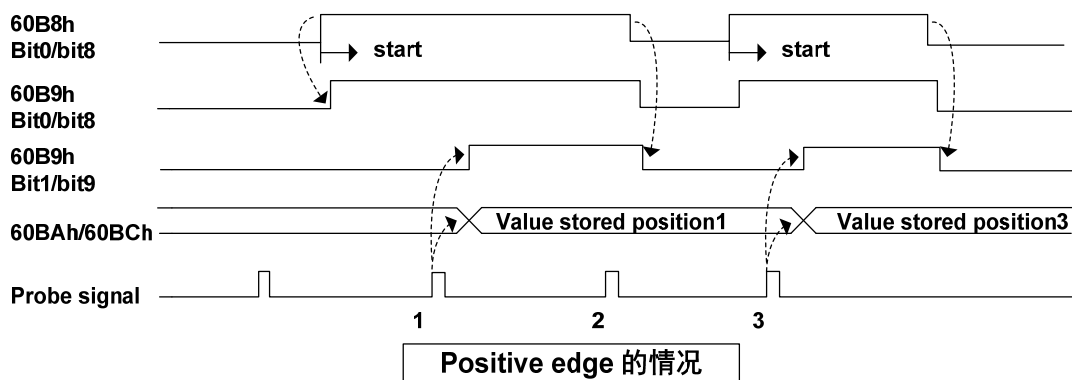 60B8h
Bit0/bit8
start
start
60B9h
Bit0/bit8
60B9h
Bit1/bit9
60BAh/60BCh
Value stored position1
Value stored position3
Probe signal
1
2
3
Positive edge 的情况